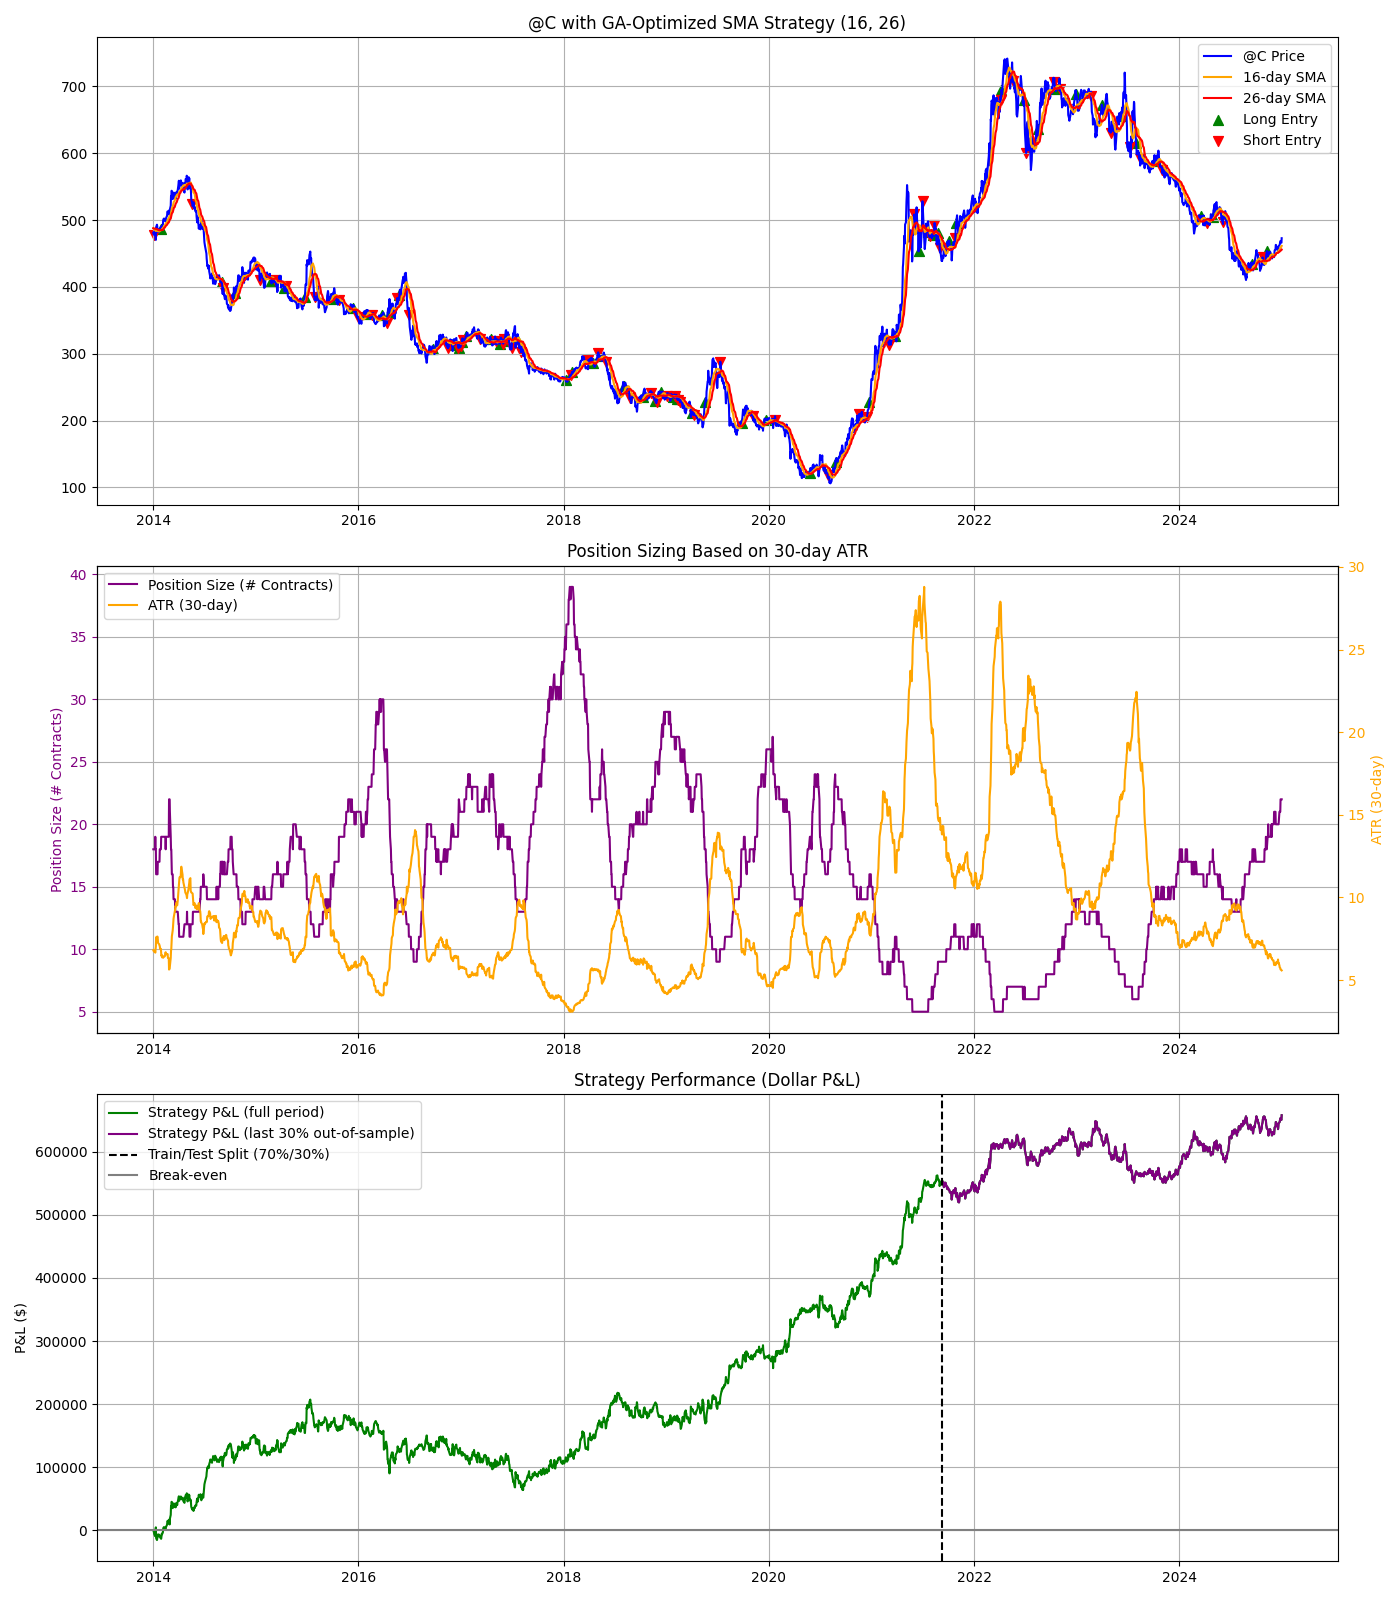 @C with GA-Optimized SMA Strategy (16, 26)
@C Price
16-day SMA
26-day SMA
Long Entry
Short Entry
700
600
500
400
300
200
100
2014 2016 2018 2020 2022 2024
Position Sizing Based on 30-day ATR
Position Size (# Contracts)
ATR (30-day)
Position Size (# Contracts)
40
35
30
25
20
15
10
5
30
25
20
15
10
5
ATR (30-day)
2014 2016 2018 2020 2022 2024
Strategy Performance (Dollar P&L)
Strategy P&L (full period)
Strategy P&L (last 30% out-of-sample)
Train/Test Split (70%/30%)
Break-even
P&L ($)
600000
500000
400000
300000
200000
100000
0
2014 2016 2018 2020 2022 2024